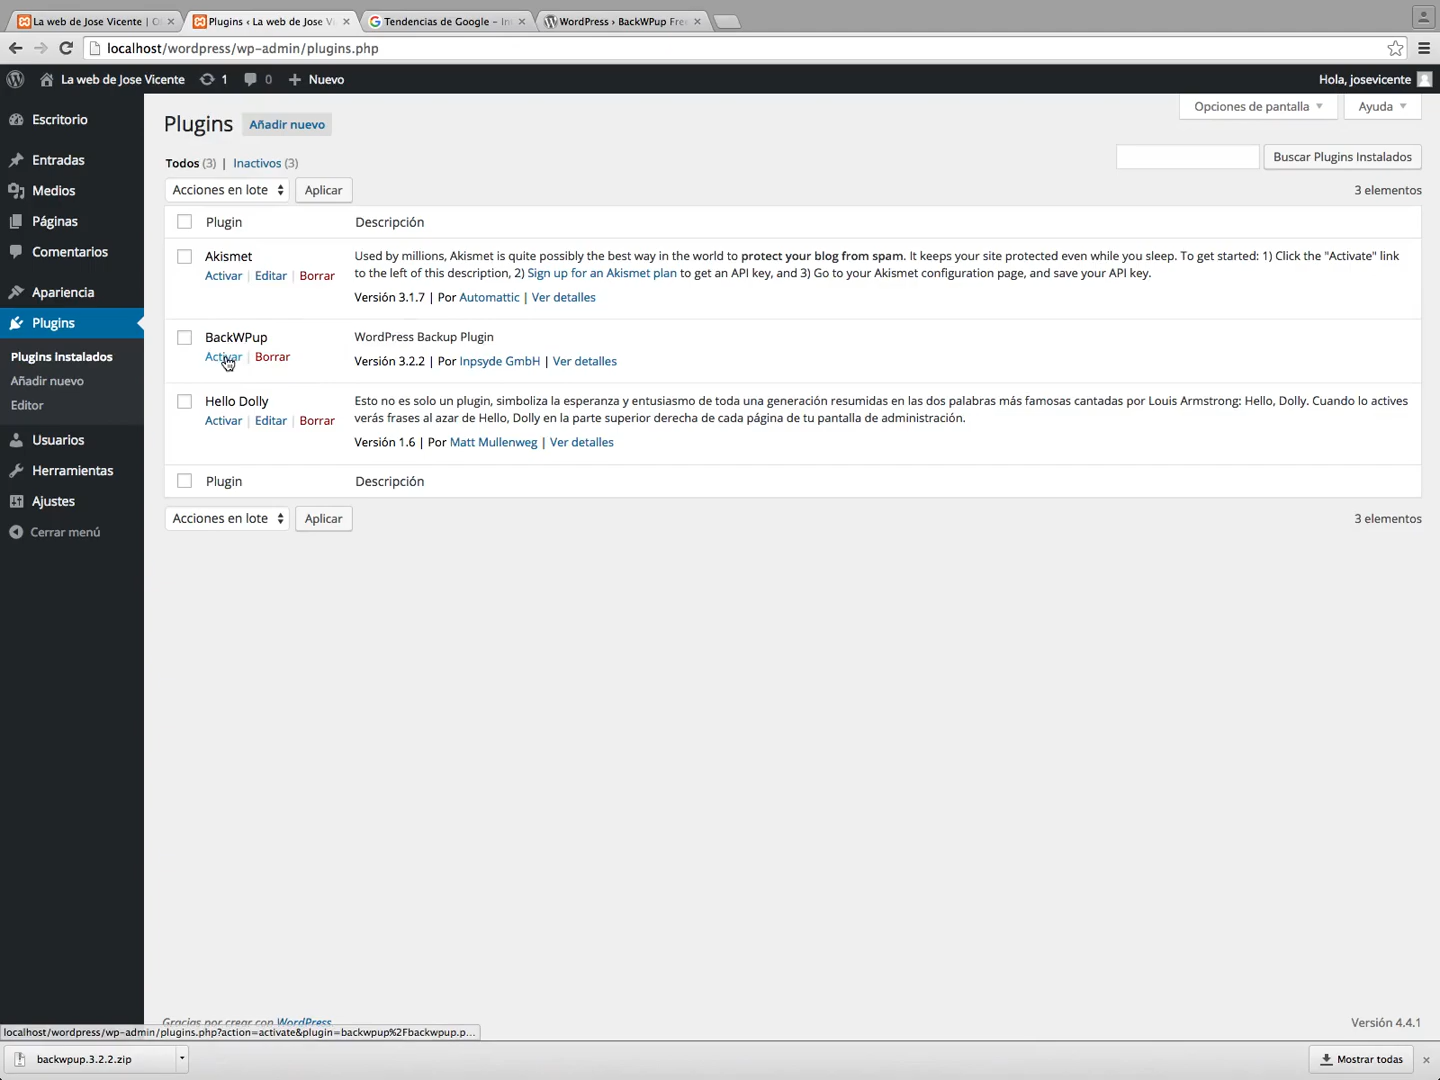 La web de Jose Vicente | O
Plugins ‹ La web de Jose Vi
Tendencias de Google - In
WordPress › BackWPup Free
localhost/wordpress/wp-admin/plugins.php
La web de Jose Vicente
1
0
Nuevo
Hola, josevicente
Escritorio
Entradas
Medios
Páginas
Comentarios
Apariencia
Plugins
Plugins Instalados
Añadir nuevo
Editor
Usuarios
Herramientas
Ajustes
Cerrar menú
Opciones de pantalla
Ayuda
Plugins Añadir nuevo
Todos (3) | Inactivos (3)
Buscar Plugins Instalados
Acciones en lote Aplicar
3 elementos
Plugin Descripción
Akismet
Activar | Editar | Borrar
Used by millions, Akismet is quite possibly the best way in the world to protect your blog from spam. It keeps your site protected even while you sleep. To get started: 1) Click the "Activate" link
to the left of this description, 2) Sign up for an Akismet plan to get an API key, and 3) Go to your Akismet configuration page, and save your API key.
Versión 3.1.7 | Por Automattic | Ver detalles
BackWPup
Activar | Borrar
WordPress Backup Plugin
Versión 3.2.2 | Por Inpsyde GmbH | Ver detalles
Hello Dolly
Activar | Editar | Borrar
Esto no es solo un plugin, simboliza la esperanza y entusiasmo de toda una generación resumidas en las dos palabras más famosas cantadas por Louis Armstrong: Hello, Dolly. Cuando lo actives
verás frases al azar de Hello, Dolly en la parte superior derecha de cada página de tu pantalla de administración.
Versión 1.6 | Por Matt Mullenweg | Ver detalles
Plugin Descripción
Acciones en lote Aplicar
3 elementos
Gracias por crear con WordPress.
Versión 4.4.1
localhost/wordpress/wp-admin/plugins.php?action=activate&plugin=backwpup%2Fbackwpup.p...
backwpup.3.2.2.zip
Mostrar todas